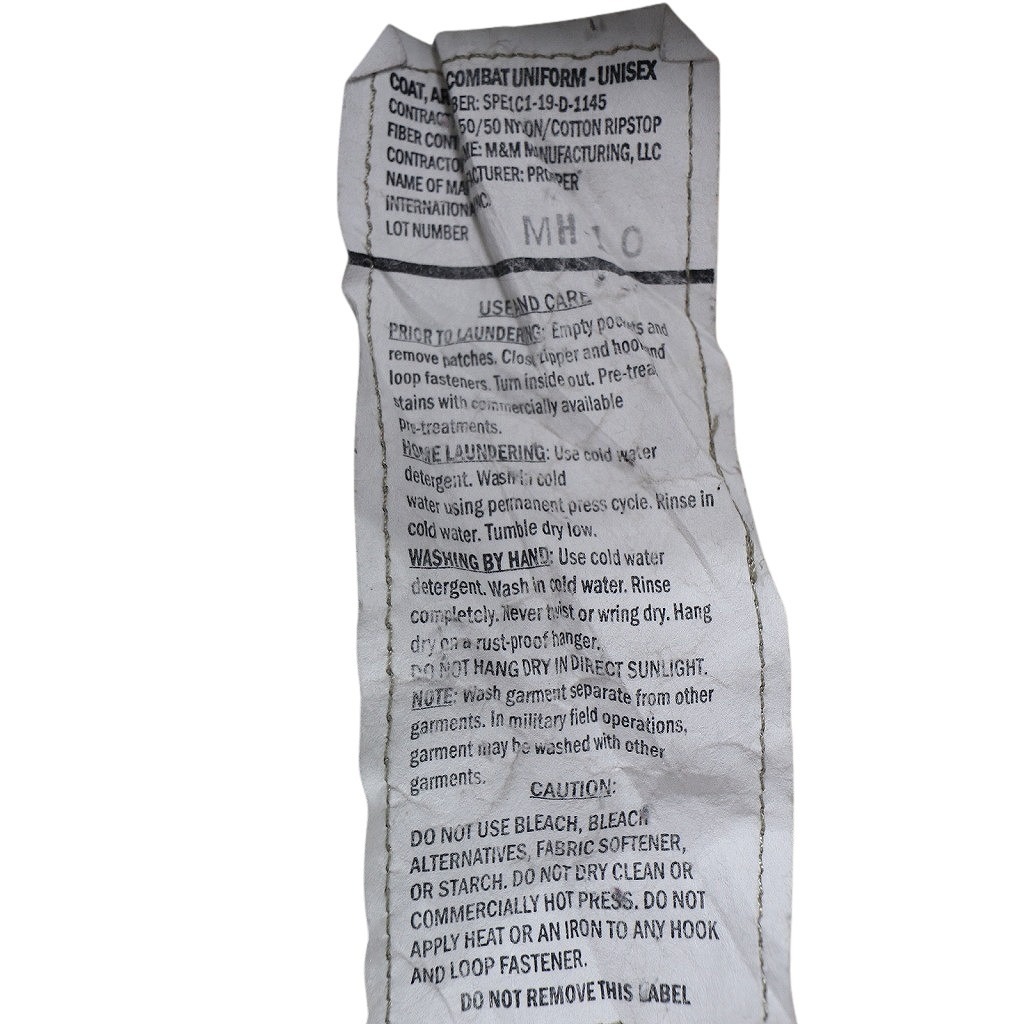 COAT, AR COMBAT UNIFORM - UNISEX
CONTRAC BER: SPE1C1-19-D-1145
FIBER CONT 50/50 NYLON/COTTON RIPSTOP
CONTRACTO ME: M&M MANUFACTURING, LLC
NAME OF MA ACTURER: PROPPER
INTERNATIONA INC.
LOT NUMBER MH 1 0
USE AND CARE
PRIOR TO LAUNDERING: Empty pockets and
remove patches. Close zipper and hook and
loop fasteners. Turn inside out. Pre-treat
stains with commercially available
Pre-treatments.
HOME LAUNDERING: Use cold water
detergent. Wash in cold
water using permanent press cycle. Rinse in
cold water. Tumble dry low.
WASHING BY HAND: Use cold water
detergent. Wash in cold water. Rinse
completely. Never twist or wring dry. Hang
dry on a rust-proof hanger.
DO NOT HANG DRY IN DIRECT SUNLIGHT.
NOTE: Wash garment separate from other
garments. In military field operations,
garment may be washed with other
garments.
CAUTION:
DO NOT USE BLEACH, BLEACH
ALTERNATIVES, FABRIC SOFTENER,
OR STARCH. DO NOT DRY CLEAN OR
COMMERCIALLY HOT PRESS. DO NOT
APPLY HEAT OR AN IRON TO ANY HOOK
AND LOOP FASTENER.
DO NOT REMOVE THIS LABEL